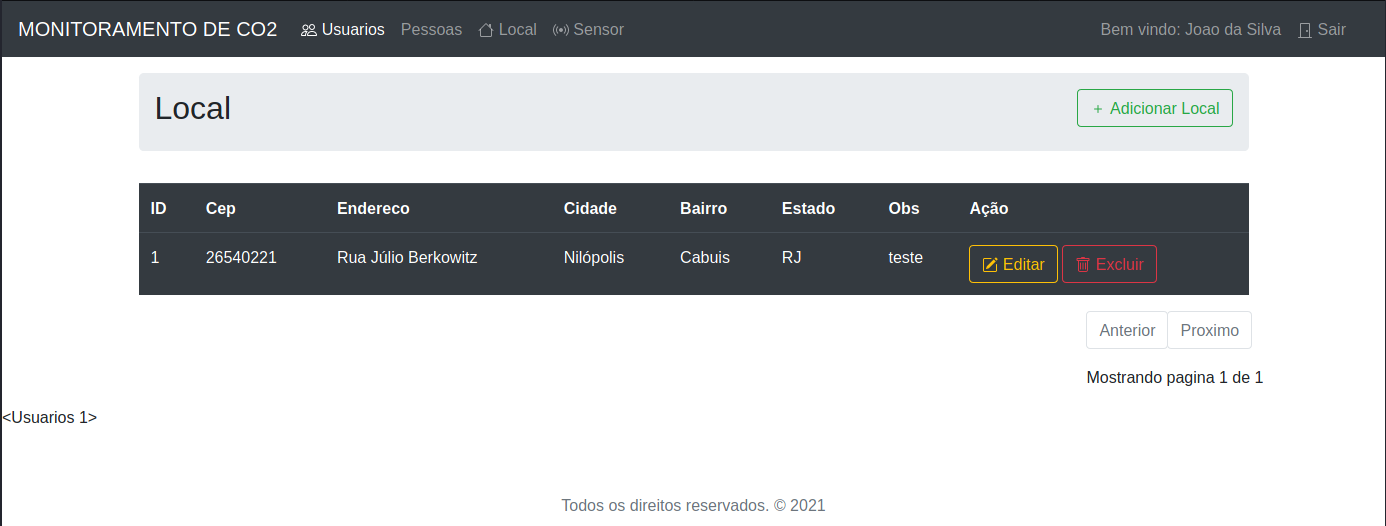 MONITORAMENTO DE CO2 Usuarios Pessoas Local Sensor Bem vindo: Joao da Silva Sair
Local + Adicionar Local
ID Cep Endereco Cidade Bairro Estado Obs Ação
1 26540221 Rua Júlio Berkowitz Nilópolis Cabuis RJ teste Editar Excluir
Anterior Proximo
Mostrando pagina 1 de 1
<Usuarios 1>
Todos os direitos reservados. © 2021